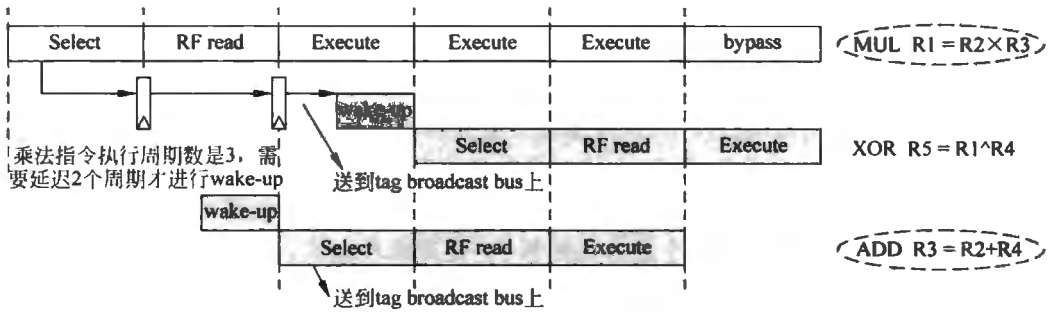 Select RF read Execute Execute Execute bypass MUL R1 = R2×R3
wake-up
Select RF read Execute XOR R5 = R1^R4
乘法指令执行周期数是3，需
要延迟2个周期才进行wake-up
送到tag broadcast bus上
wake-up
Select RF read Execute ADD R3 = R2+R4
送到tag broadcast bus上